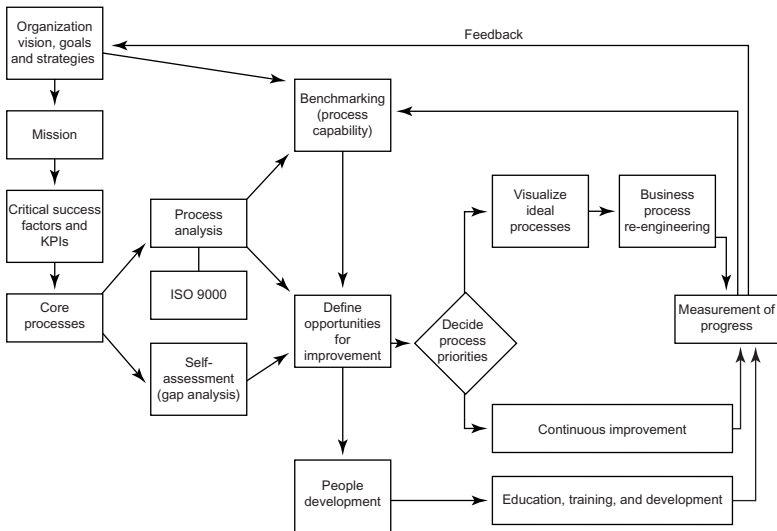 Organization
vision, goals
and strategies
Feedback
Benchmarking
(process
capability)
Mission
Critical success
factors and
KPIs
Process
analysis
ISO 9000
Core
processes
Self-
assessment
(gap analysis)
Define
opportunities
for
improvement
Decide
process
priorities
Visualize
ideal
processes
Business
process
re-engineering
Measurement of
progress
Continuous improvement
People
development
Education, training, and development